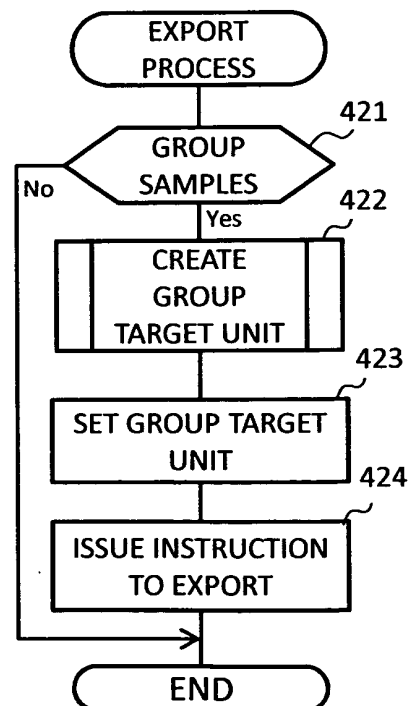 EXPORT
PROCESS
421
GROUP
SAMPLES
No
Yes
422
CREATE
GROUP
TARGET UNIT
423
SET GROUP TARGET
UNIT
424
ISSUE INSTRUCTION
TO EXPORT
END